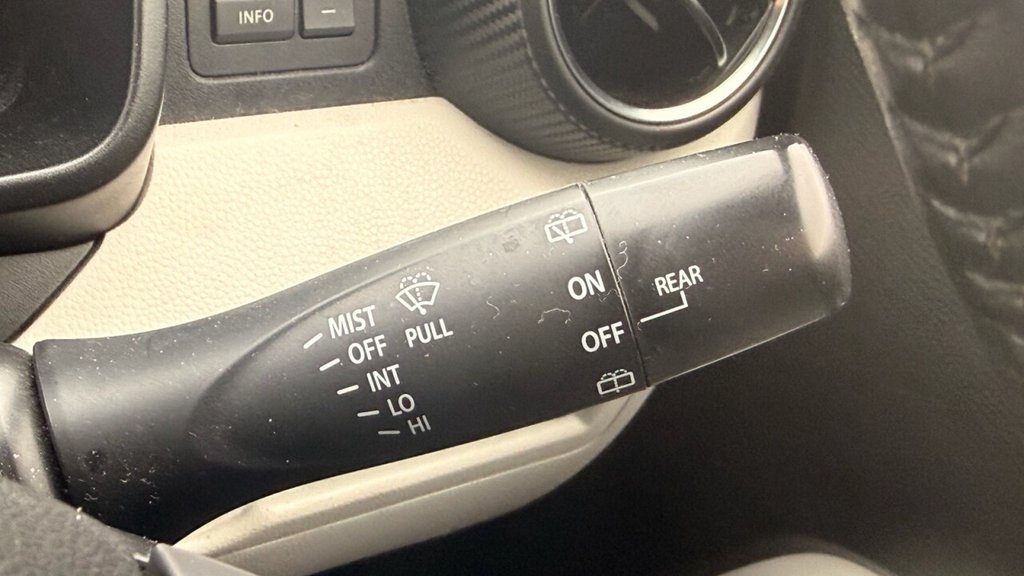 INFO
–
MIST
OFF
INT
LO
HI
PULL
ON
OFF
REAR